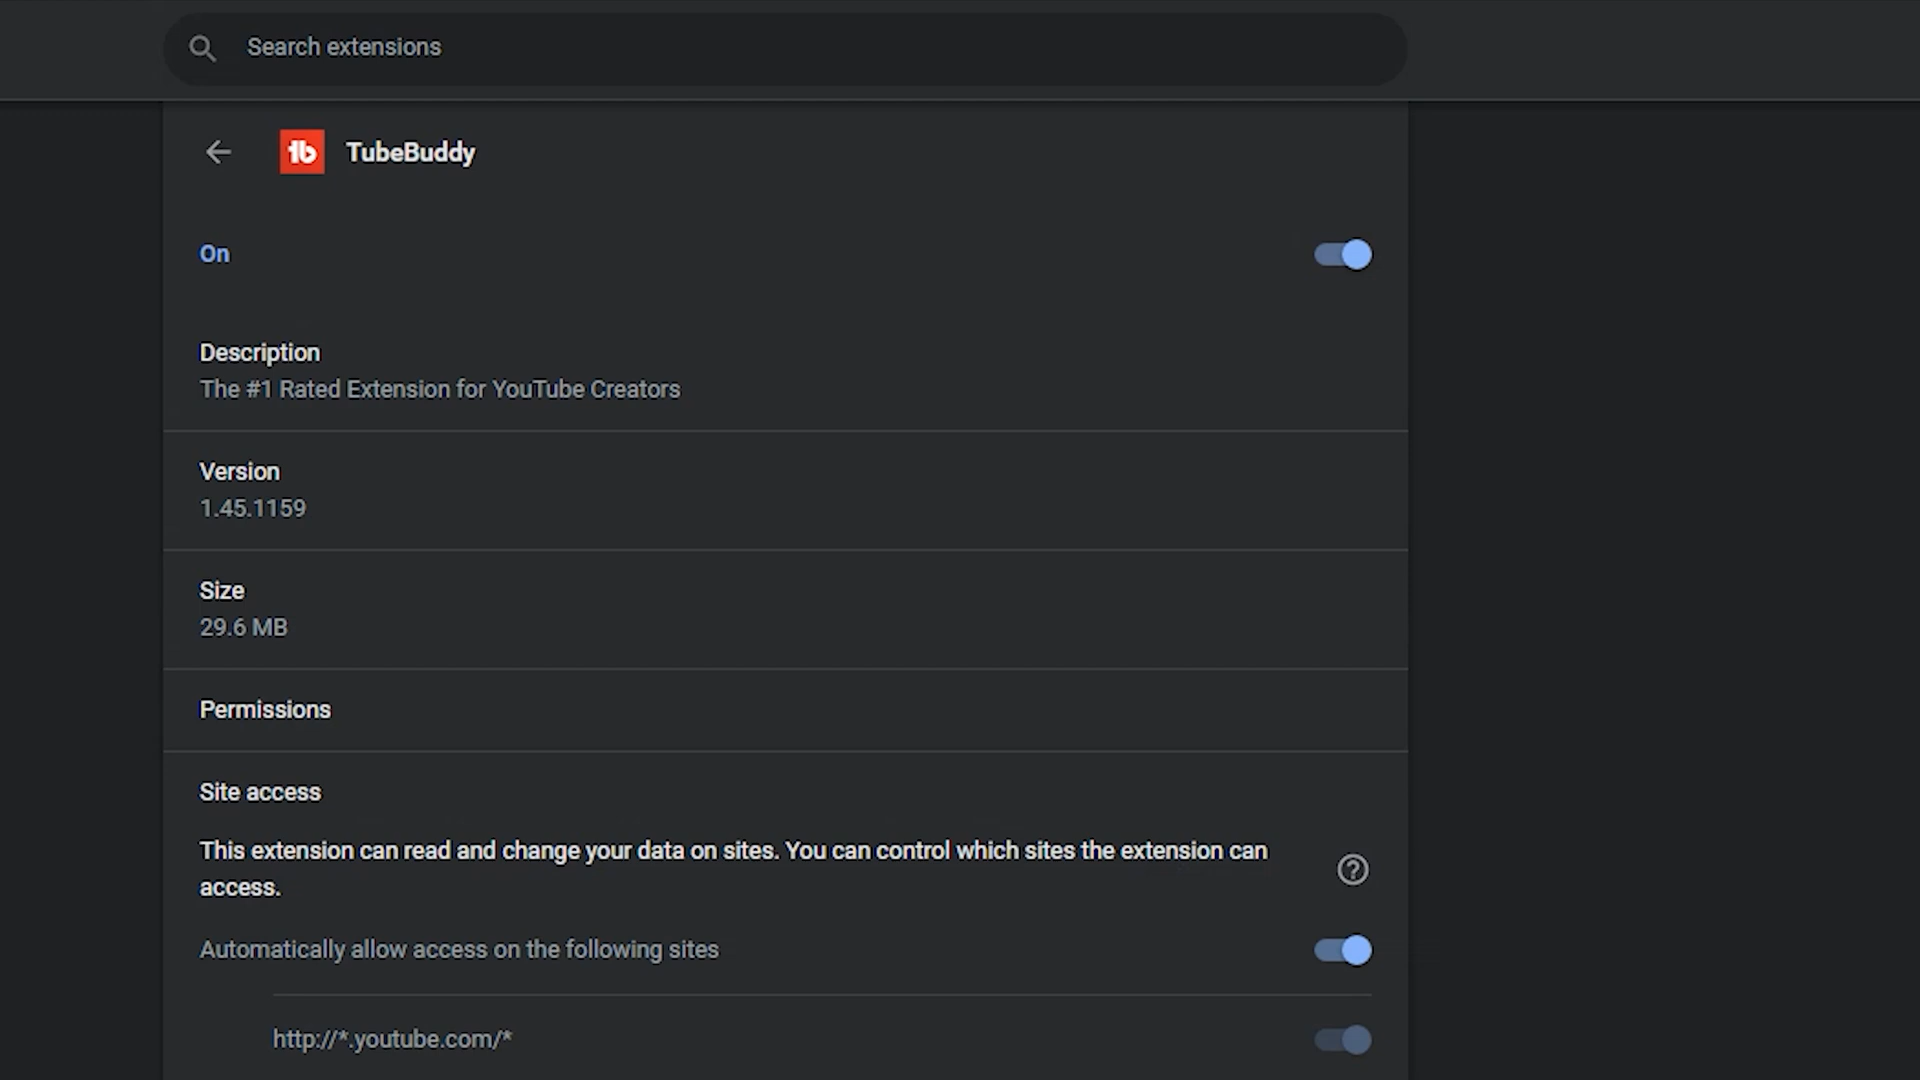 Search extensions
tb TubeBuddy
On
Description
The #1 Rated Extension for YouTube Creators
Version
1.45.1159
Size
29.6 MB
Permissions
Site access
This extension can read and change your data on sites. You can control which sites the extension can
access.
Automatically allow access on the following sites
http://*.youtube.com/*